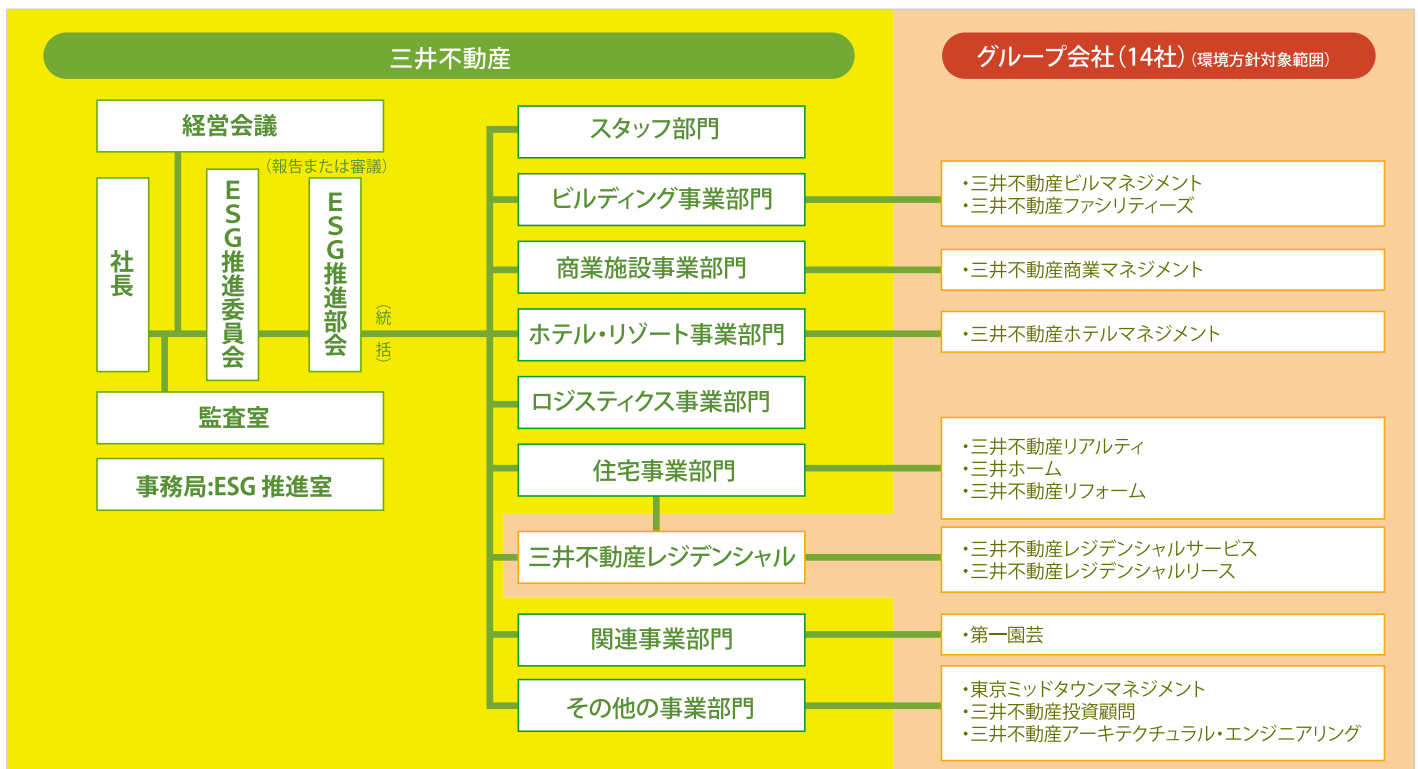 三井不動産
グループ会社（14社）（環境方針対象範囲）
経営会議
（報告または審議）
社長
ESG推進委員会
ESG推進部会
（統括）
監査室
事務局:ESG 推進室
スタッフ部門
ビルディング事業部門
商業施設事業部門
ホテル・リゾート事業部門
ロジスティクス事業部門
住宅事業部門
三井不動産レジデンシャル
関連事業部門
その他の事業部門
・三井不動産ビルマネジメント
・三井不動産ファシリティーズ
・三井不動産商業マネジメント
・三井不動産ホテルマネジメント
・三井不動産リアルティ
・三井ホーム
・三井不動産リフォーム
・三井不動産レジデンシャルサービス
・三井不動産レジデンシャルリース
・第一園芸
・東京ミッドタウンマネジメント
・三井不動産投資顧問
・三井不動産アーキテクチュラル・エンジニアリング